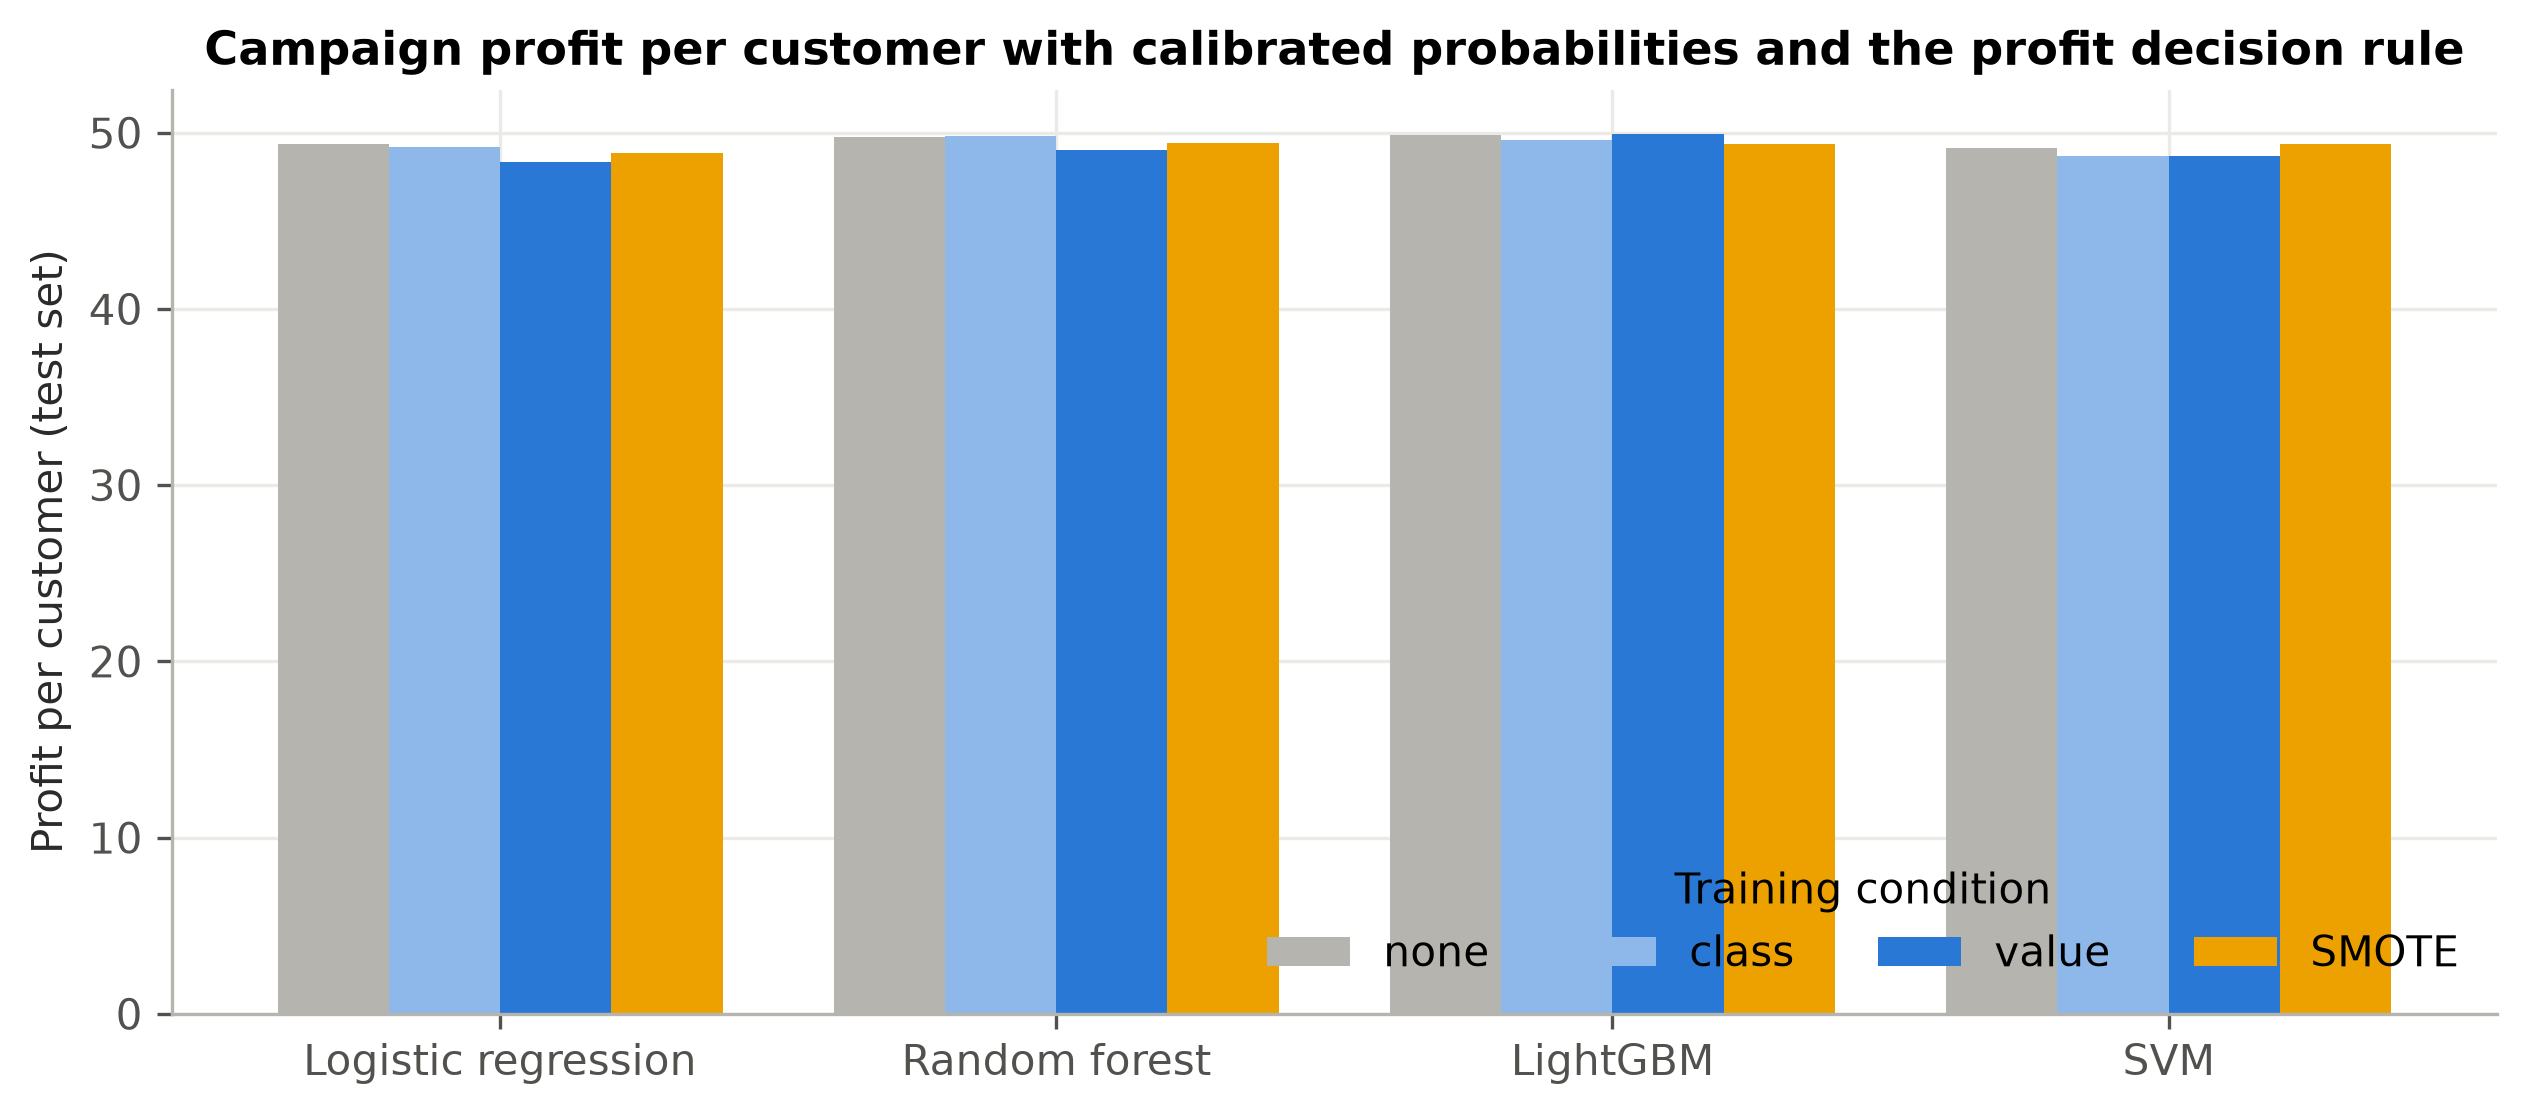 Campaign profit per customer with calibrated probabilities and the profit decision rule
Profit per customer (test set)
50
40
30
20
10
0
Training condition
none class value SMOTE
Logistic regression Random forest LightGBM SVM